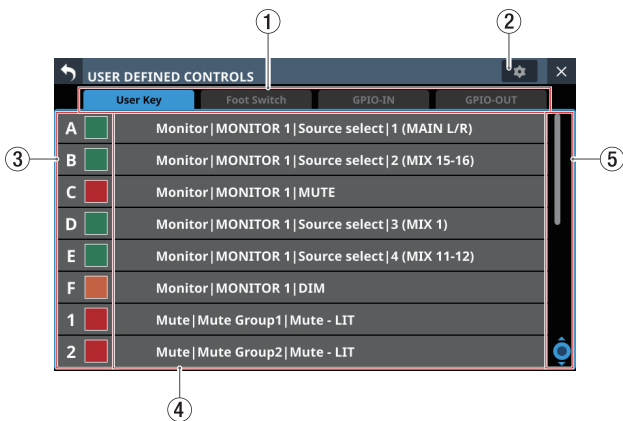 1
2
USER DEFINED CONTROLS
User Key Foot Switch GPIO-IN GPIO-OUT
A Monitor|MONITOR 1|Source select|1 (MAIN L/R)
B Monitor|MONITOR 1|Source select|2 (MIX 15-16)
3
5
C Monitor|MONITOR 1|MUTE
D Monitor|MONITOR 1|Source select|3 (MIX 1)
E Monitor|MONITOR 1|Source select|4 (MIX 11-12)
F Monitor|MONITOR 1|DIM
1 Mute|Mute Group1|Mute - LIT
2 Mute|Mute Group2|Mute - LIT
4